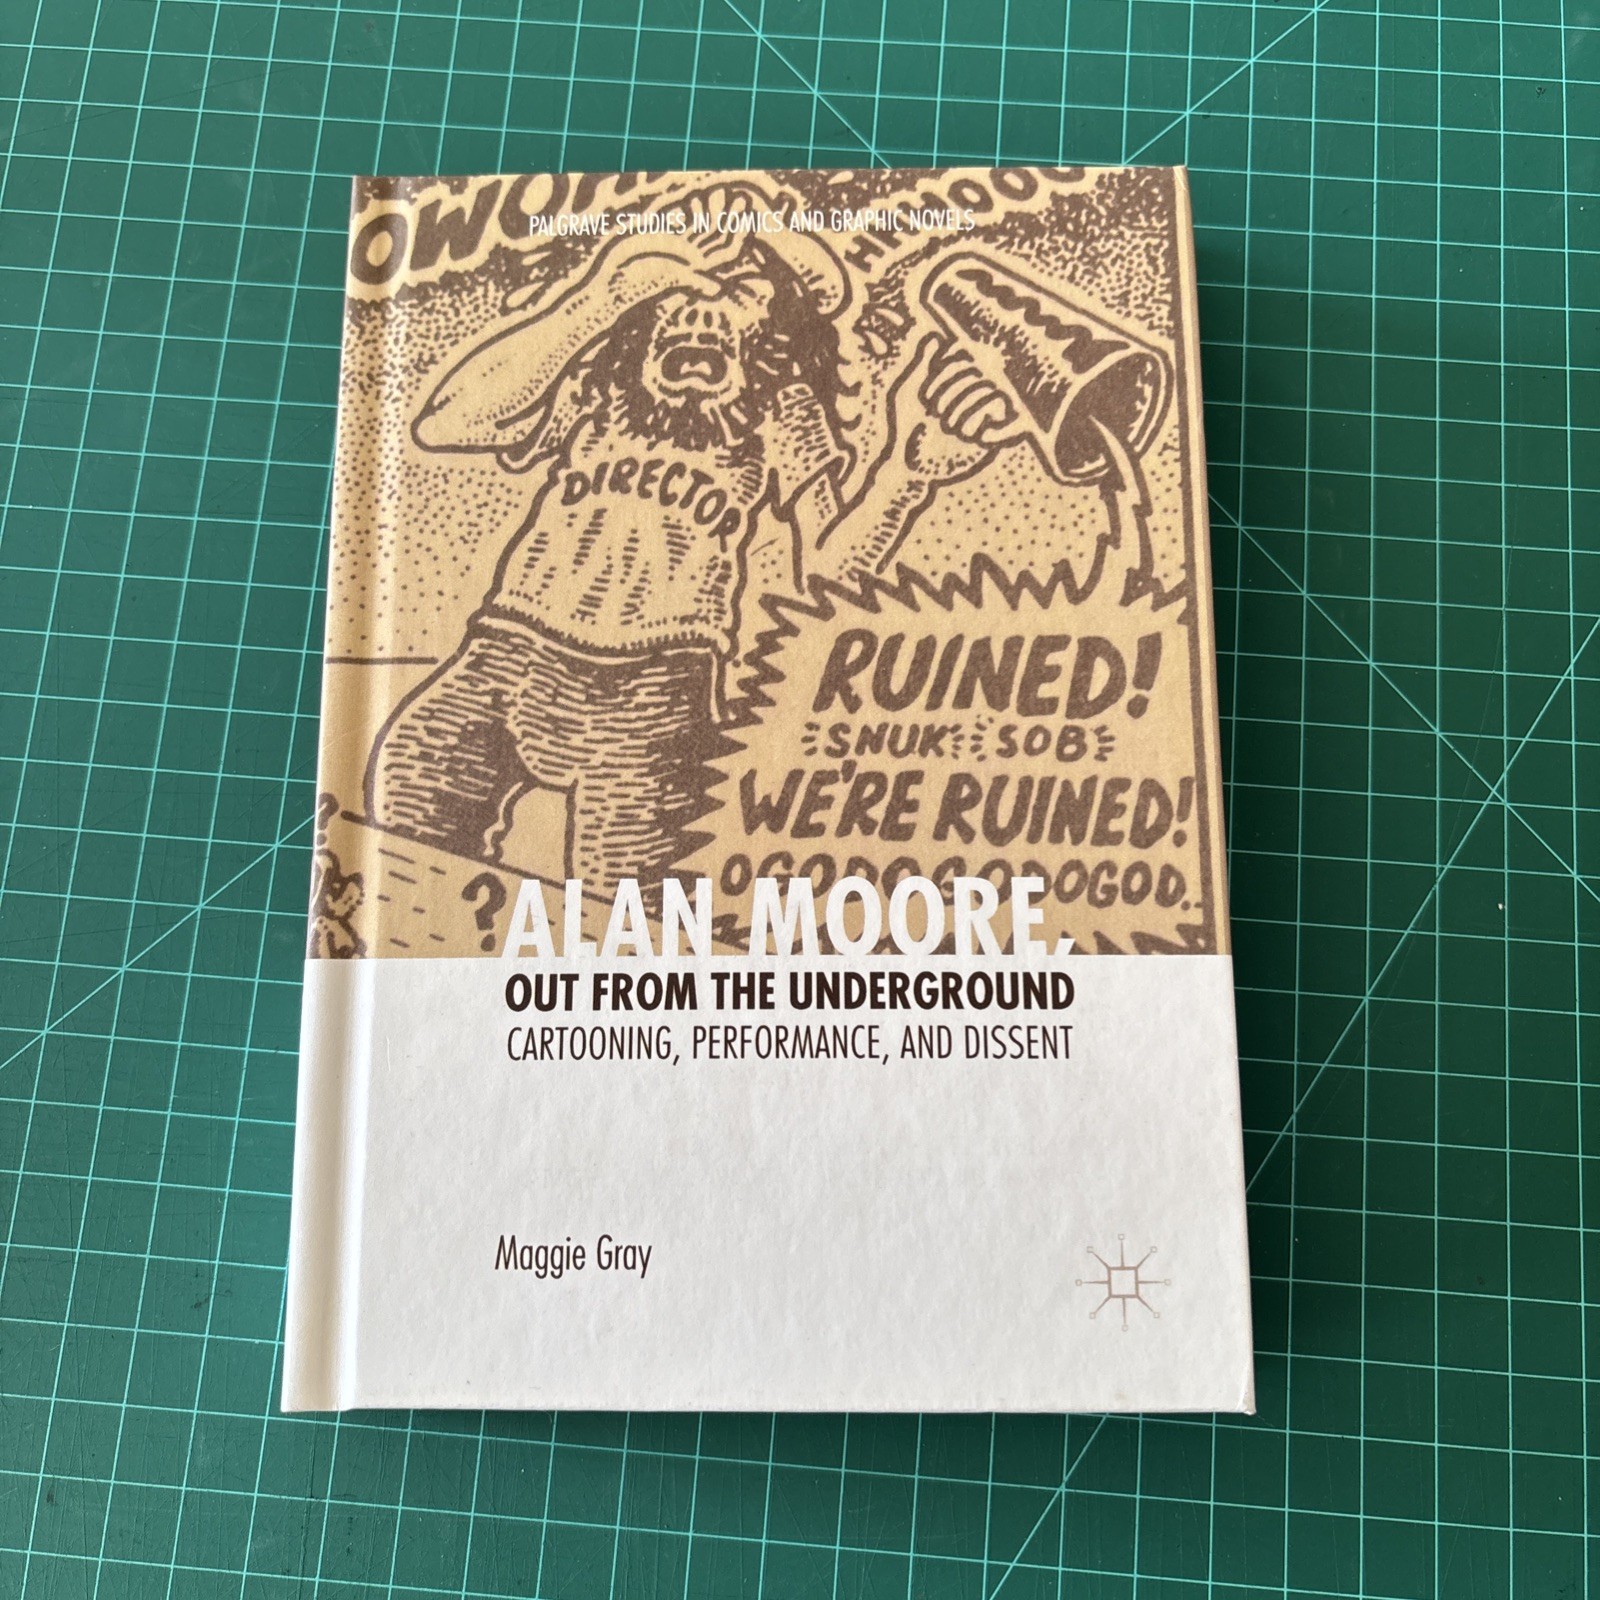 PALGRAVE STUDIES IN COMICS AND GRAPHIC NOVELS
DIRECTOR
RUINED!
SNUK SOB
WE'RE RUINED!
OGODOGODOGOD..
?
?
ALAN MOORE,
OUT FROM THE UNDERGROUND
CARTOONING, PERFORMANCE, AND DISSENT
Maggie Gray